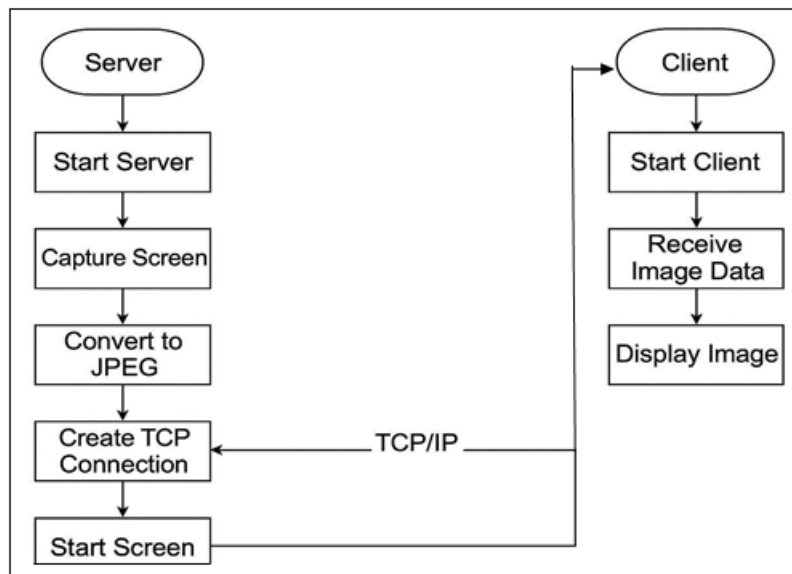 Server
Start Server
Capture Screen
Convert to
JPEG
Create TCP
Connection
Start Screen
TCP/IP
Client
Start Client
Receive
Image Data
Display Image